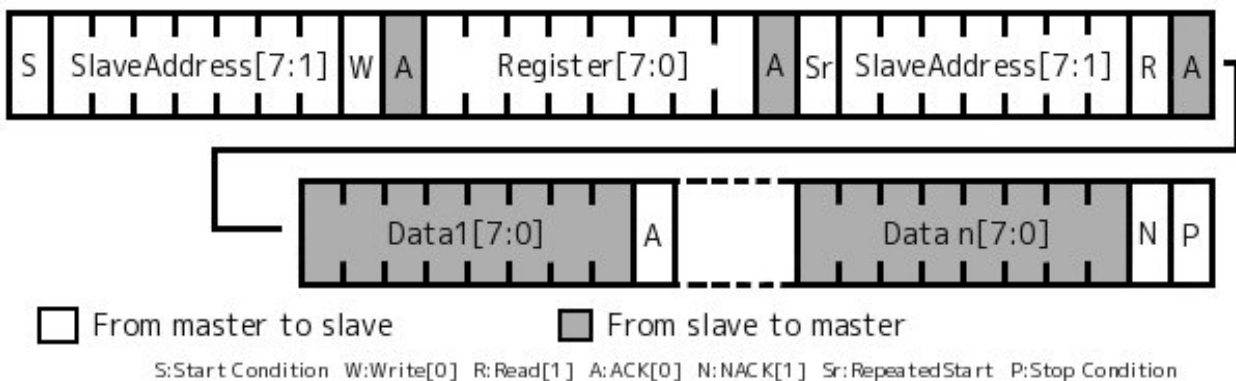 S SlaveAddress[7:1] W A Register[7:0] A Sr SlaveAddress[7:1] R A
Data1[7:0] A Data n[7:0] N P
From master to slave From slave to master
S:Start Condition W:Write[0] R:Read[1] A:ACK[0] N:NACK[1] Sr:RepeatedStart P:Stop Condition